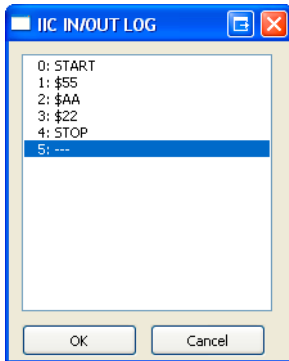 IIC IN/OUT LOG
0: START
1: $55
2: $AA
3: $22
4: STOP
5: ---
OK Cancel